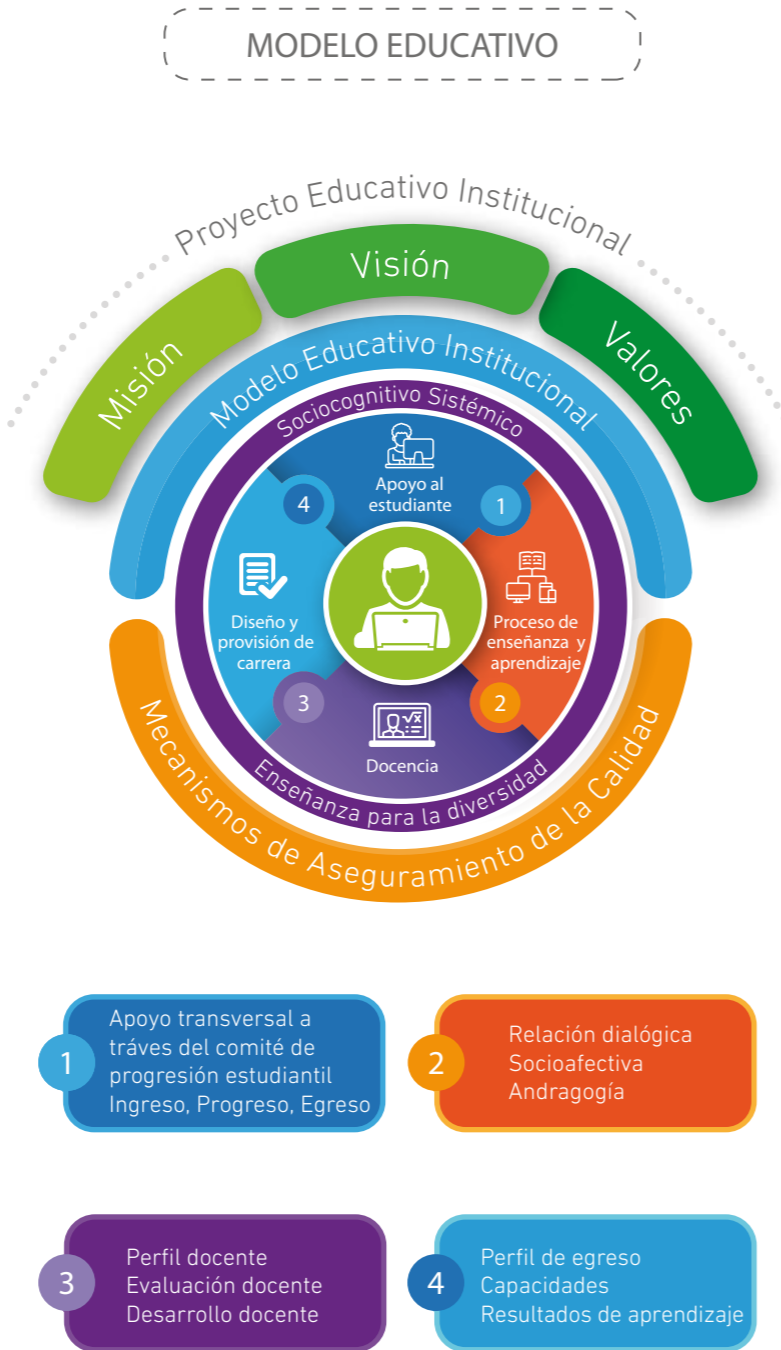 MODELO EDUCATIVO
Proyecto Educativo Institucional
Misión
Visión
Valores
Modelo Educativo Institucional
Sociocognitivo Sistémico
Apoyo al
estudiante
4
1
Diseño y
provisión de
carrera
Proceso de
enseñanza y
aprendizaje
3
2
Docencia
Enseñanza para la diversidad
Mecanismos de Aseguramiento de la Calidad
1
Apoyo transversal a
tráves del comité de
progresión estudiantil
Ingreso, Progreso, Egreso
2
Relación dialógica
Socioafectiva
Andragogía
3
Perfil docente
Evaluación docente
Desarrollo docente
4
Perfil de egreso
Capacidades
Resultados de aprendizaje